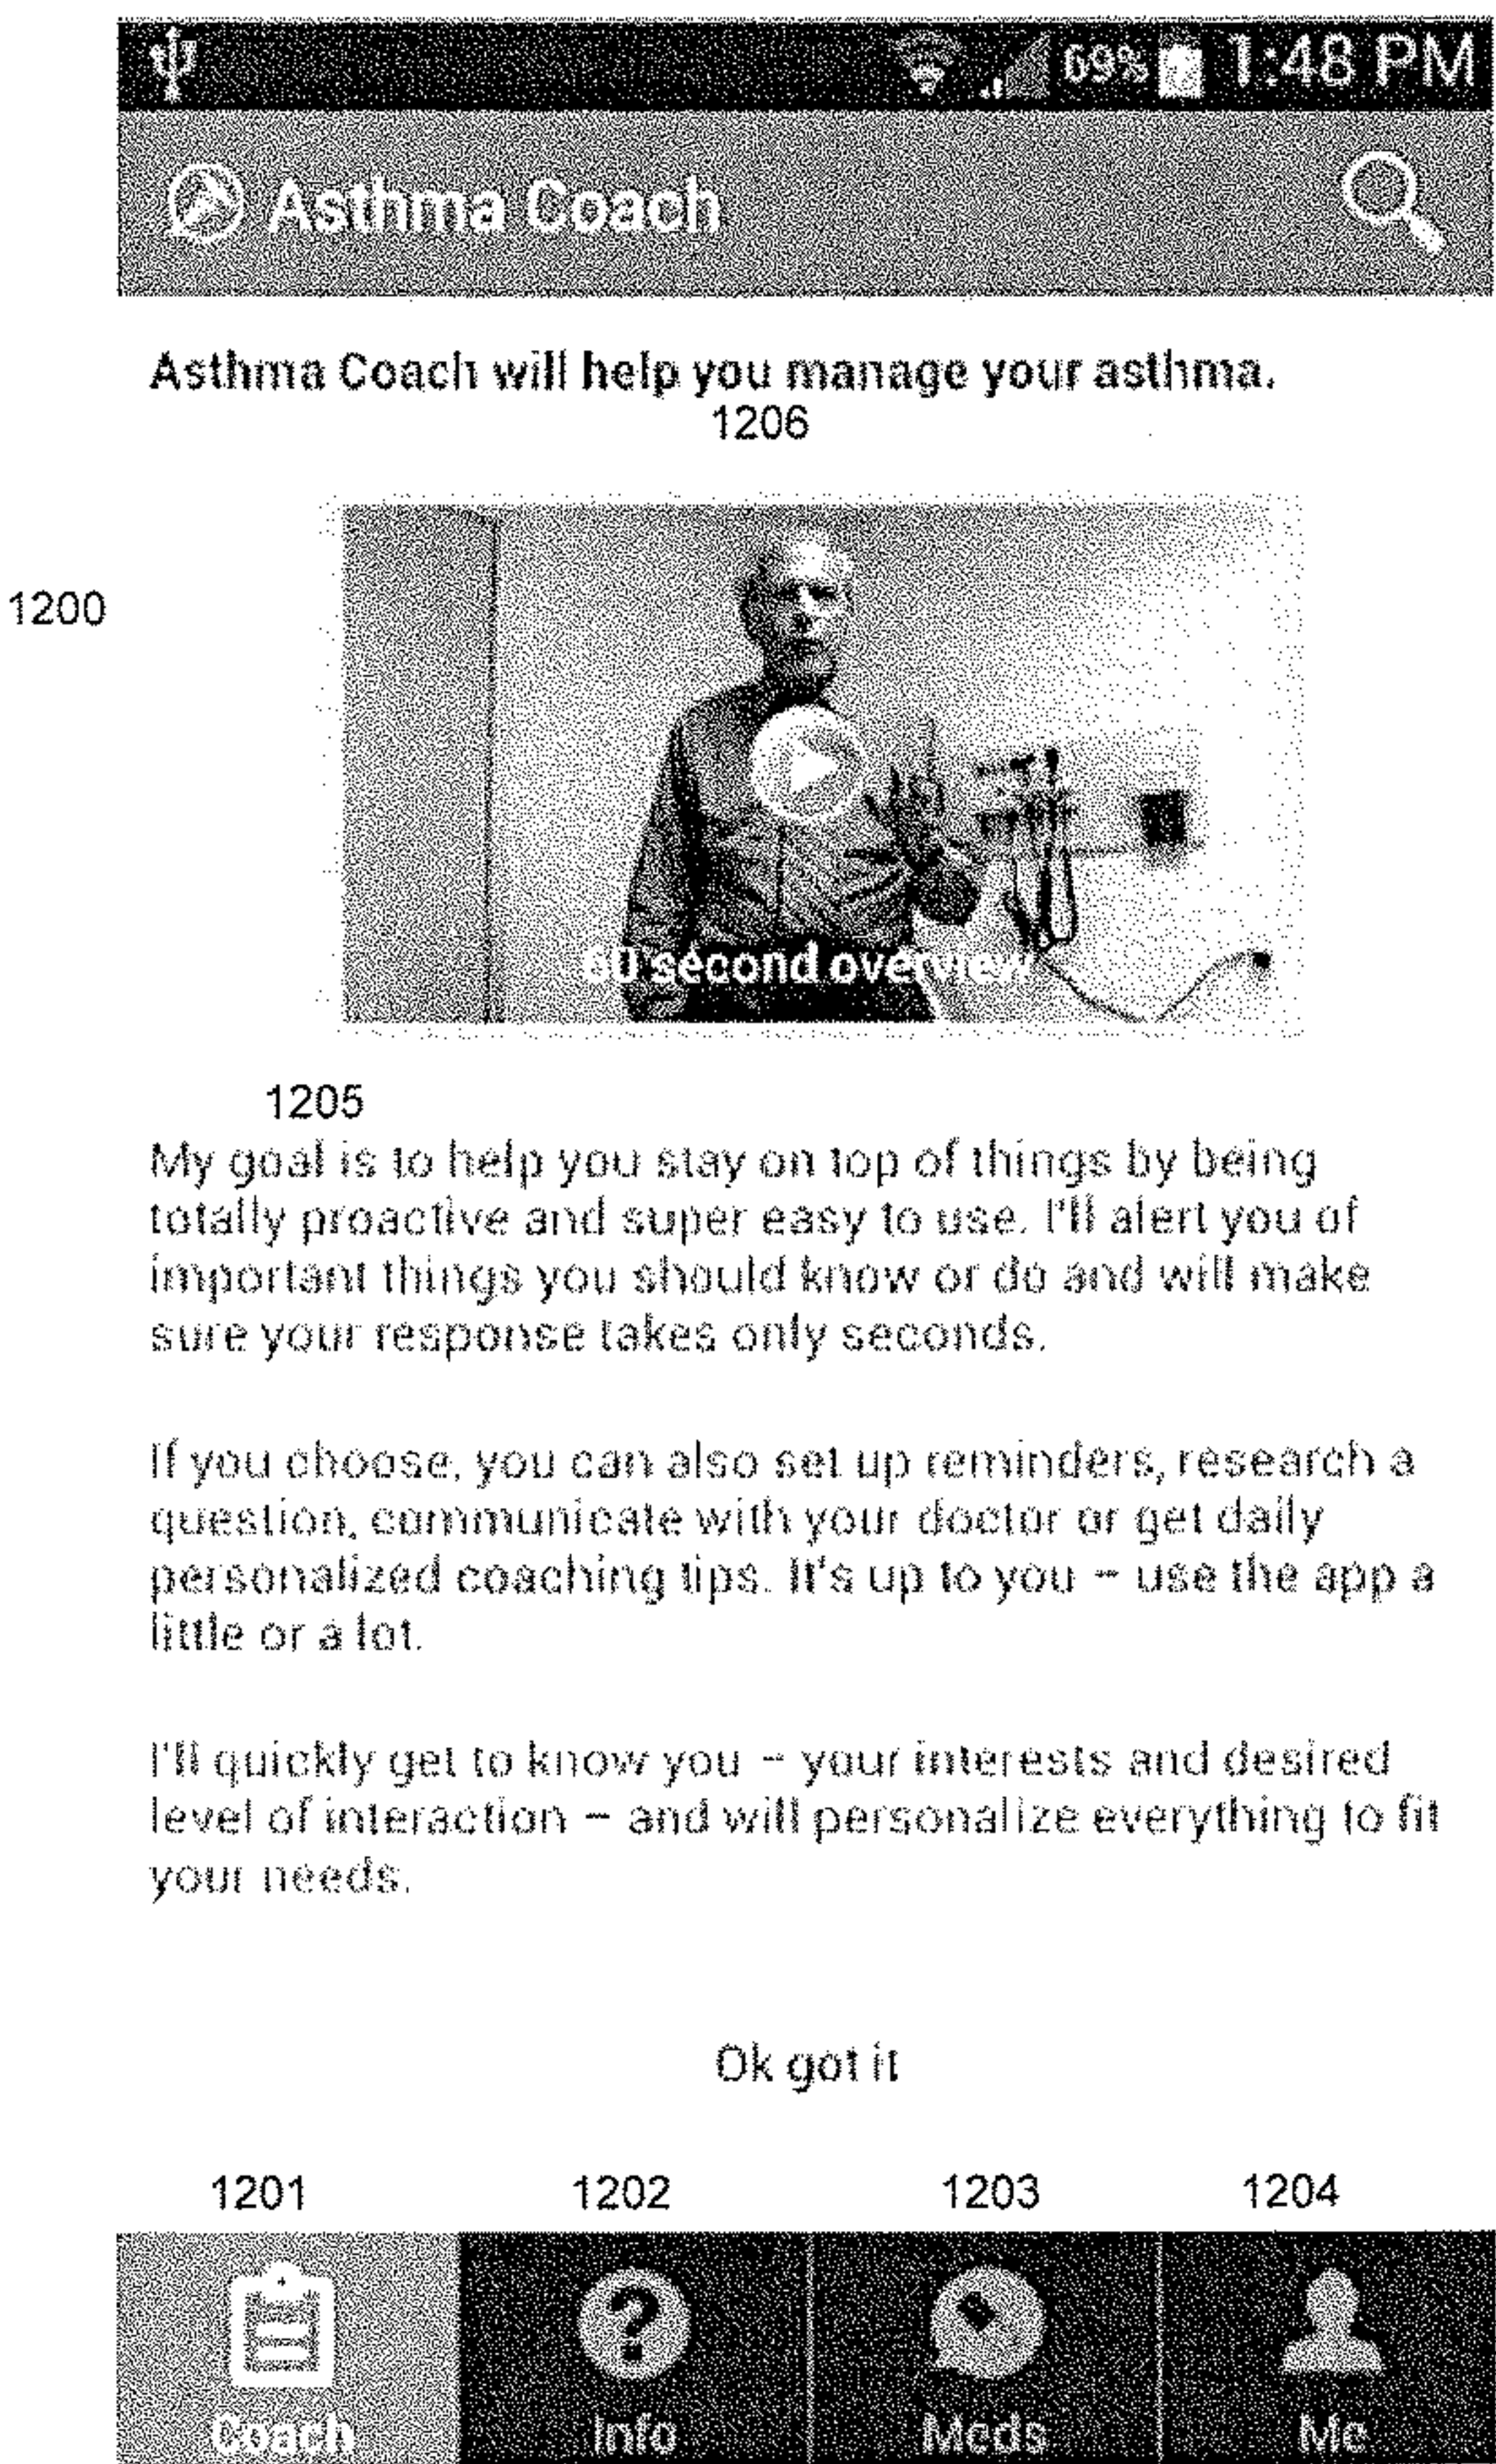 69% 1:48 PM
Asthma Coach
Asthma Coach will help you manage your asthma.
1206
1200
60 second overview
1205
My goal is to help you stay on top of things by being
totally proactive and super easy to use. I'll alert you of
important things you should know or do and will make
sure your response takes only seconds.
If you choose, you can also set up reminders, research a
question, communicate with your doctor or get daily
personalized coaching tips. It's up to you – use the app a
little or a lot.
I'll quickly get to know you – your interests and desired
level of interaction – and will personalize everything to fit
your needs.
Ok got it
1201 1202 1203 1204
Coach Info Meds Me